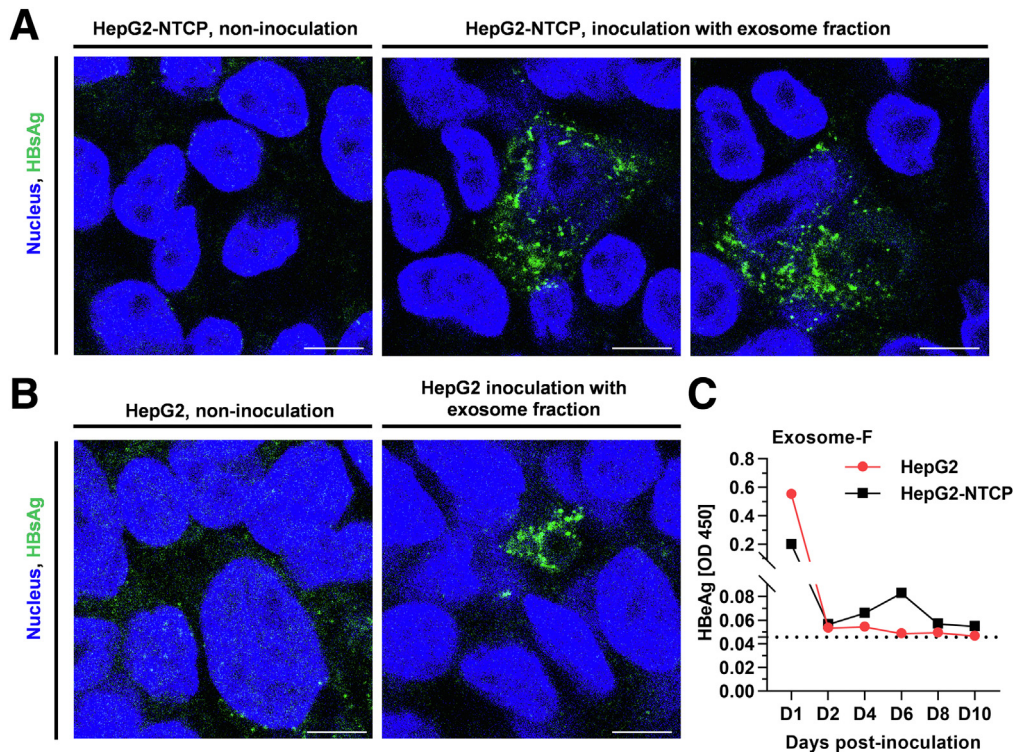 A
HepG2-NTCP, non-inoculation
HepG2-NTCP, inoculation with exosome fraction
Nucleus, HBsAg
B
HepG2, non-inoculation
HepG2 inoculation with
exosome fraction
Nucleus, HBsAg
C
Exosome-F
HepG2
HepG2-NTCP
HBeAg [OD 450]
0.8
0.6
0.4
0.2
0.08
0.06
0.04
0.02
0.00
D1 D2 D4 D6 D8 D10
Days post-inoculation